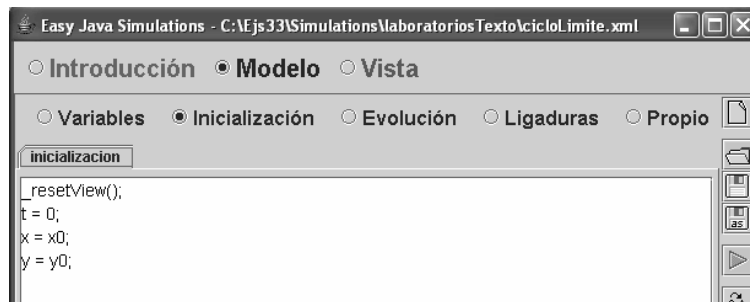 Easy Java Simulations - C:\Ejs33\Simulations\laboratoriosTexto\cicloLimite.xml
Introducción Modelo Vista
Variables Inicialización Evolución Ligaduras Propio
inicializacion
_resetView();
t = 0;
x = x0;
y = y0;
as